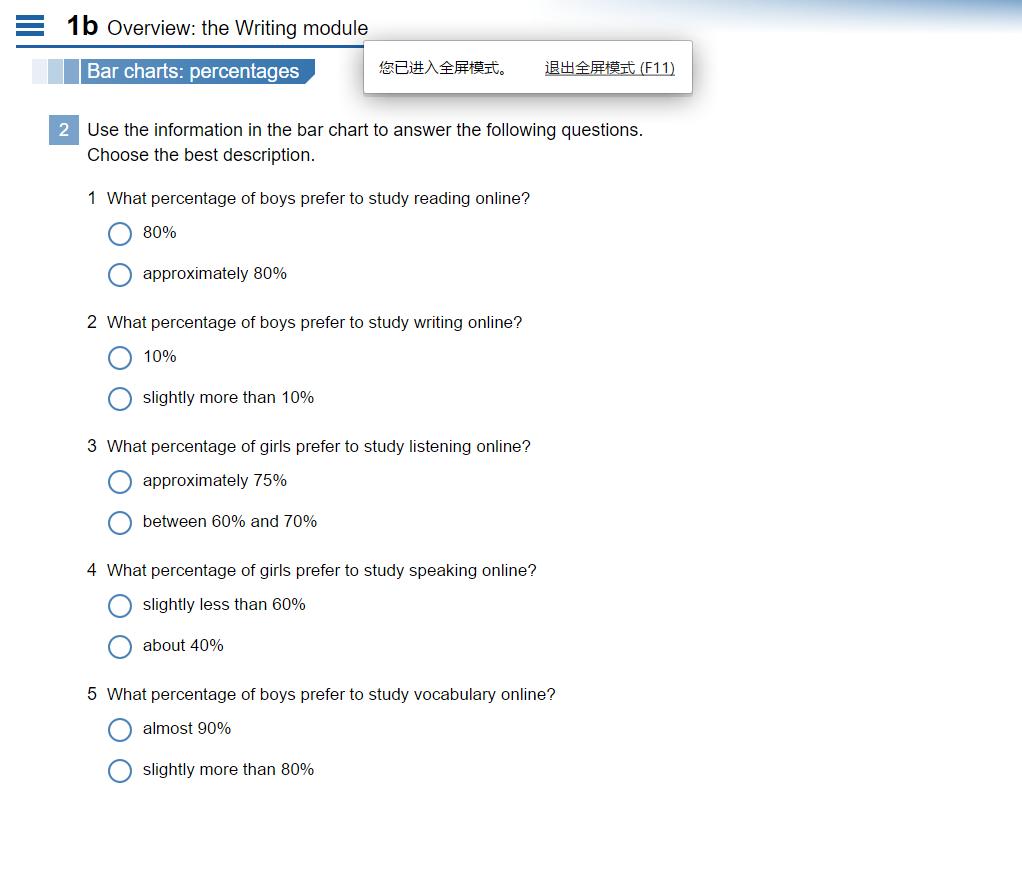 1b Overview: the Writing module
您已进入全屏模式。 退出全屏模式 (F11)
Bar charts: percentages
2 Use the information in the bar chart to answer the following questions.
Choose the best description.
1 What percentage of boys prefer to study reading online?
80%
approximately 80%
2 What percentage of boys prefer to study writing online?
10%
slightly more than 10%
3 What percentage of girls prefer to study listening online?
approximately 75%
between 60% and 70%
4 What percentage of girls prefer to study speaking online?
slightly less than 60%
about 40%
5 What percentage of boys prefer to study vocabulary online?
almost 90%
slightly more than 80%